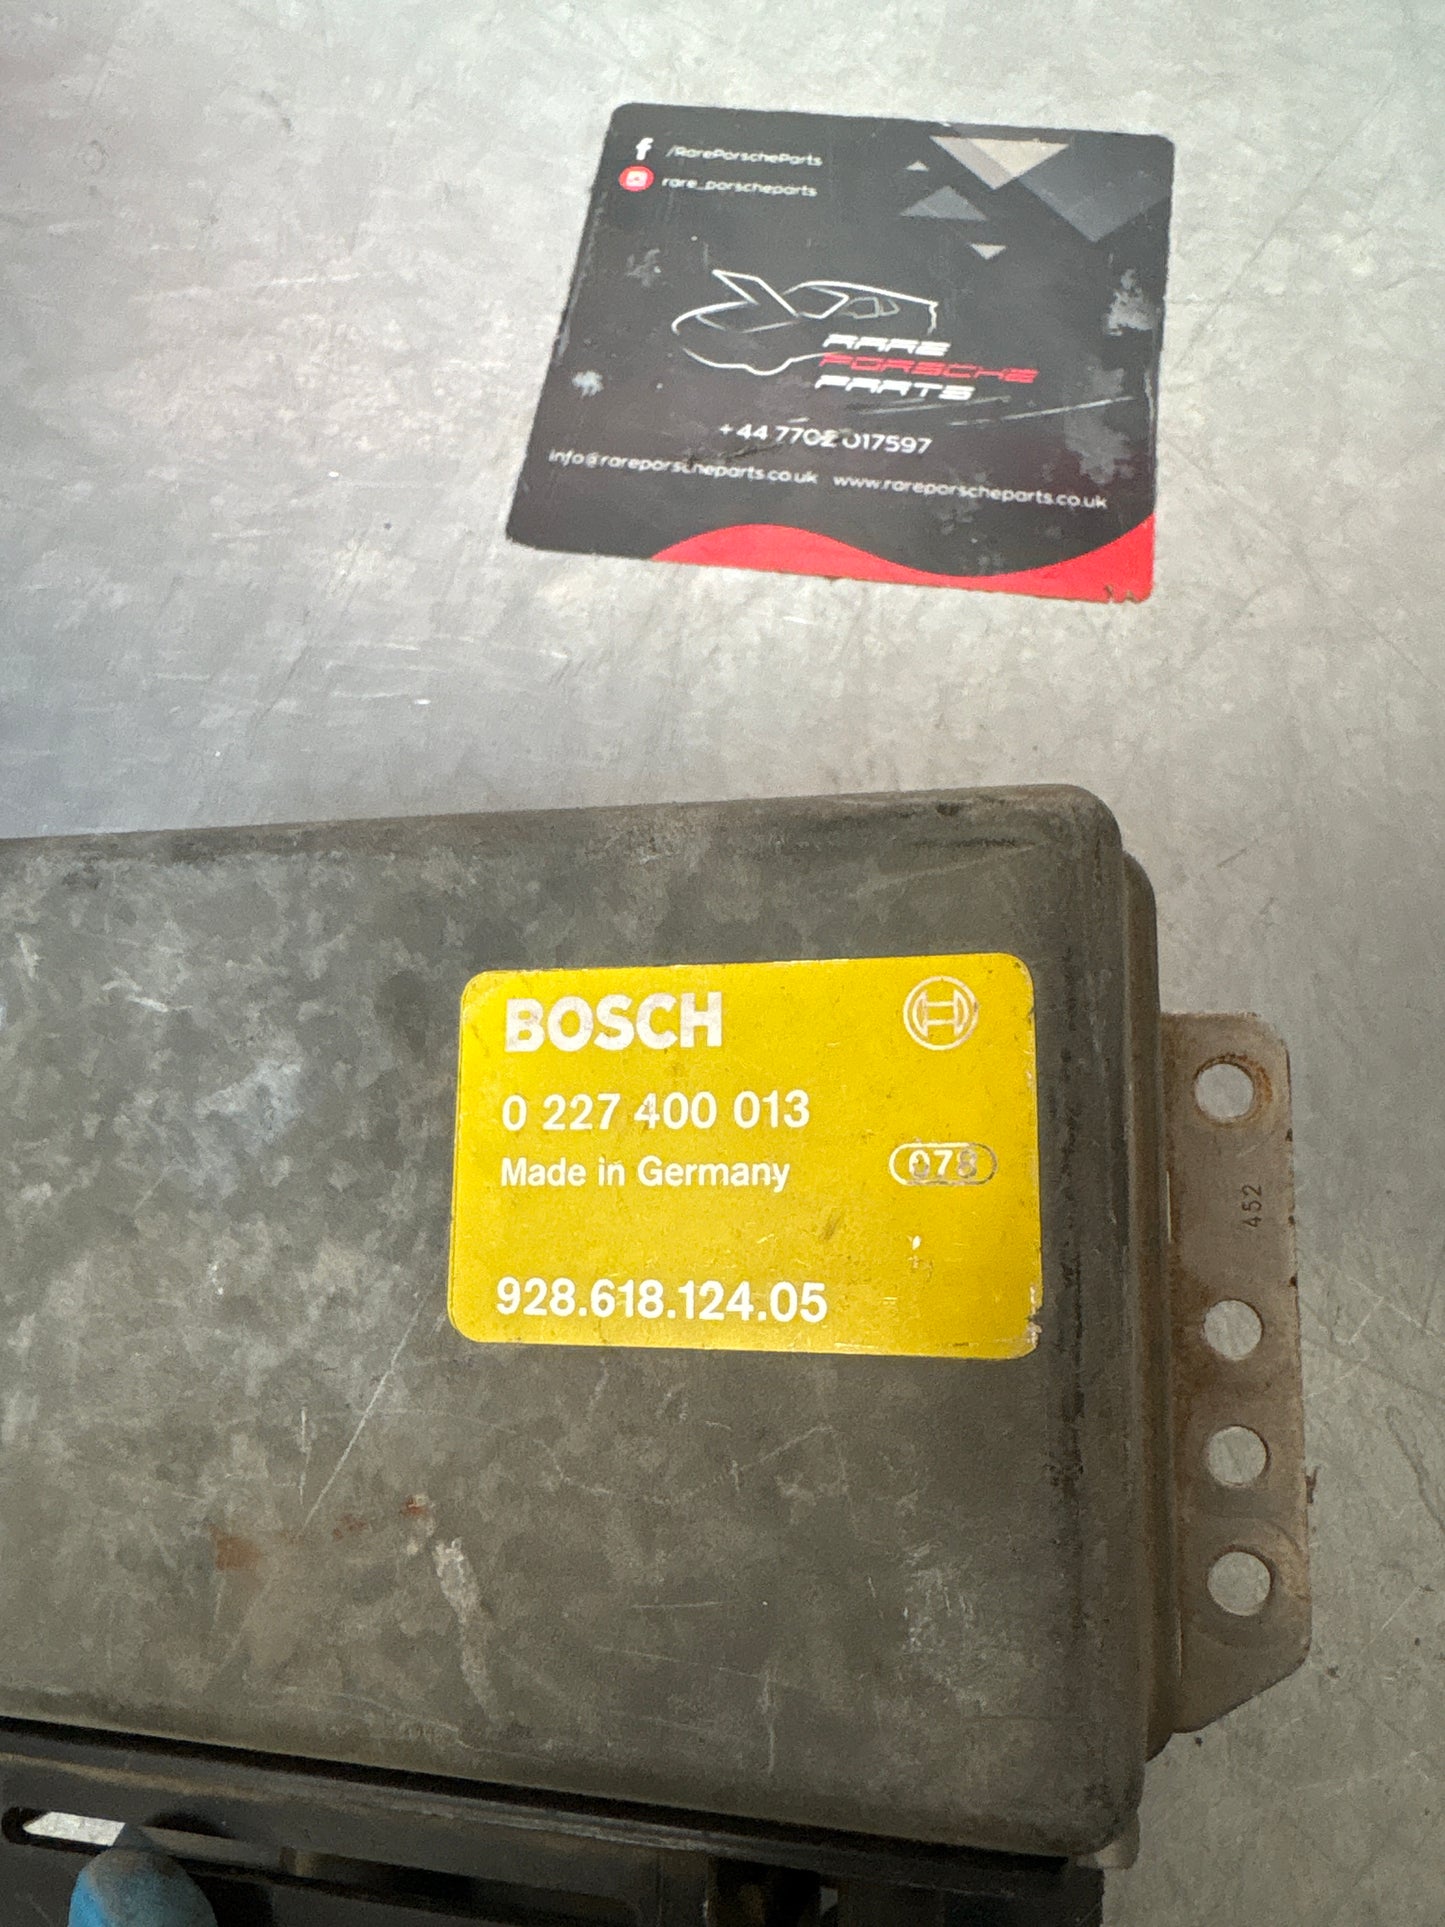 /RarePorscheParts
rare_porscheparts
RARE
PORSCHE
PARTS
+44 7702 017597
info@rareporscheparts.co.uk www.rareporscheparts.co.uk
BOSCH
0 227 400 013
Made in Germany 078
928.618.124.05
452